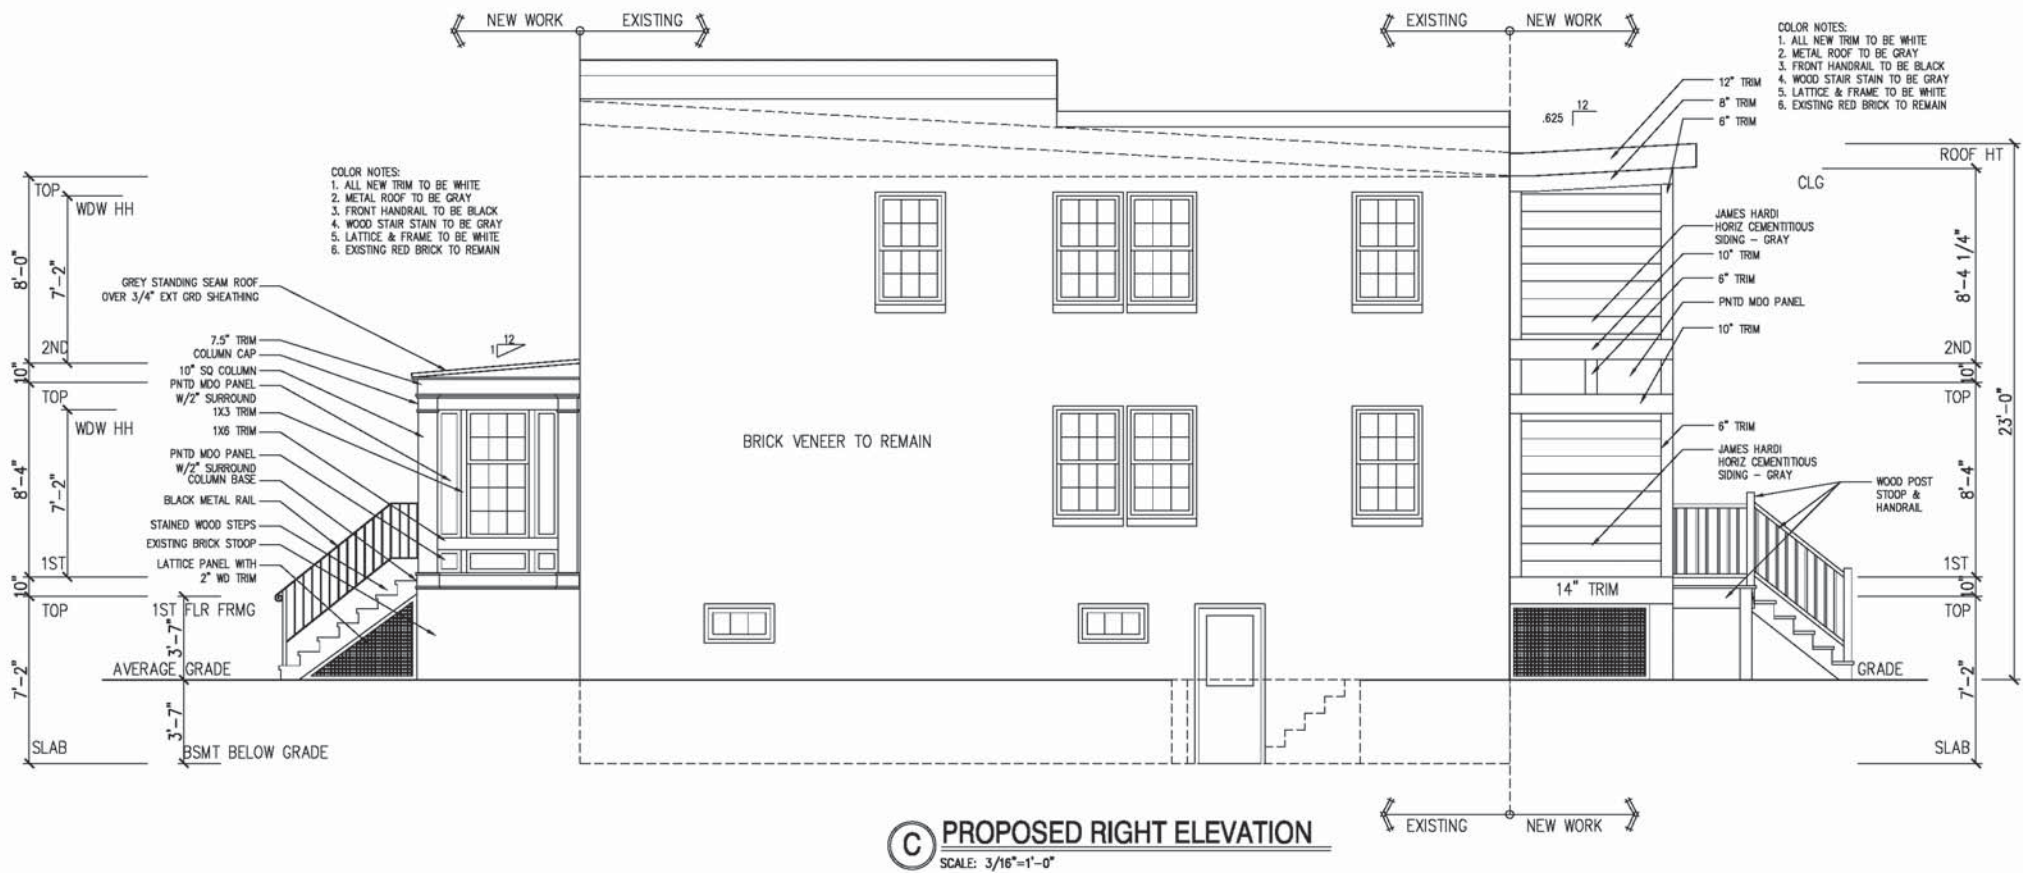 NEW WORK
EXISTING
EXISTING
NEW WORK
COLOR NOTES:
1. ALL NEW TRIM TO BE WHITE
2. METAL ROOF TO BE GRAY
3. FRONT HANDRAIL TO BE BLACK
4. WOOD STAIR STAIN TO BE GRAY
5. LATTICE & FRAME TO BE WHITE
6. EXISTING RED BRICK TO REMAIN
12" TRIM
8" TRIM
6" TRIM
12
.625
ROOF HT
CLG
COLOR NOTES:
1. ALL NEW TRIM TO BE WHITE
2. METAL ROOF TO BE GRAY
3. FRONT HANDRAIL TO BE BLACK
4. WOOD STAIR STAIN TO BE GRAY
5. LATTICE & FRAME TO BE WHITE
6. EXISTING RED BRICK TO REMAIN
TOP
WDW HH
8'-0"
7'-2"
2ND
10"
TOP
WDW HH
8'-4"
7'-2"
1ST
10"
TOP
1ST FLR FRMG
3'-7"
AVERAGE GRADE
7'-2"
3'-7"
SLAB
BSMT BELOW GRADE
GREY STANDING SEAM ROOF
OVER 3/4" EXT GRD SHEATHING
12
1
7.5" TRIM
COLUMN CAP
10" SQ COLUMN
PNTD MDO PANEL
W/2" SURROUND
1X3 TRIM
1X6 TRIM
PNTD MDO PANEL
W/2" SURROUND
COLUMN BASE
BLACK METAL RAIL
STAINED WOOD STEPS
EXISTING BRICK STOOP
LATTICE PANEL WITH
2" WD TRIM
BRICK VENEER TO REMAIN
JAMES HARDI
HORIZ CEMENTITIOUS
SIDING - GRAY
10" TRIM
6" TRIM
PNTD MDO PANEL
10" TRIM
6" TRIM
JAMES HARDI
HORIZ CEMENTITIOUS
SIDING - GRAY
WOOD POST
STOOP &
HANDRAIL
14" TRIM
8'-4 1/4"
2ND
10"
TOP
23'-0"
8'-4"
1ST
10"
TOP
GRADE
7'-2"
SLAB
EXISTING
NEW WORK
C
PROPOSED RIGHT ELEVATION
SCALE: 3/16"=1'-0"